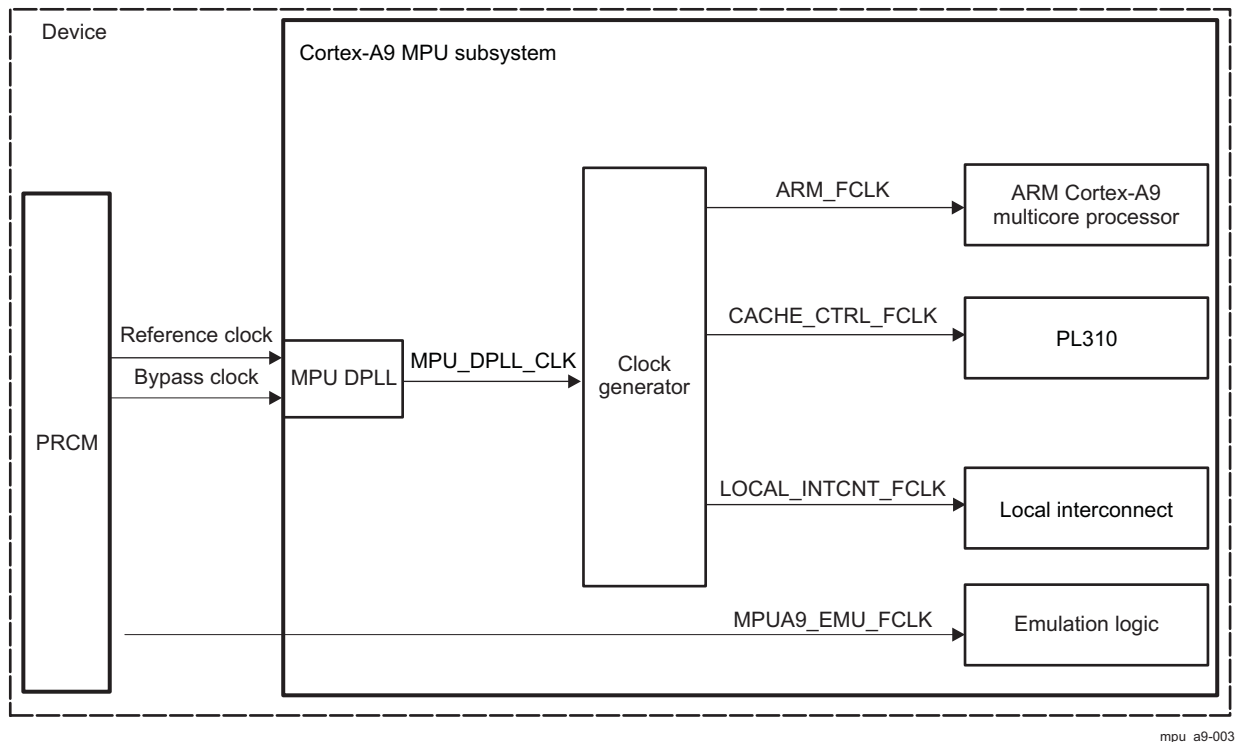 Device
Cortex-A9 MPU subsystem
ARM_FCLK
ARM Cortex-A9
multicore processor
CACHE_CTRL_FCLK
PL310
Reference clock
Bypass clock
MPU DPLL
MPU_DPLL_CLK
Clock
generator
PRCM
LOCAL_INTCNT_FCLK
Local interconnect
MPUA9_EMU_FCLK
Emulation logic
mpu_a9-003